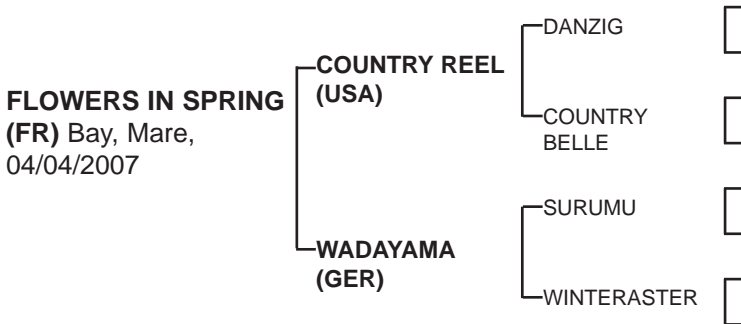 FLOWERS IN SPRING
(FR) Bay, Mare,
04/04/2007
COUNTRY REEL
(USA)
WADAYAMA
(GER)
DANZIG
COUNTRY
BELLE
SURUMU
WINTERASTER